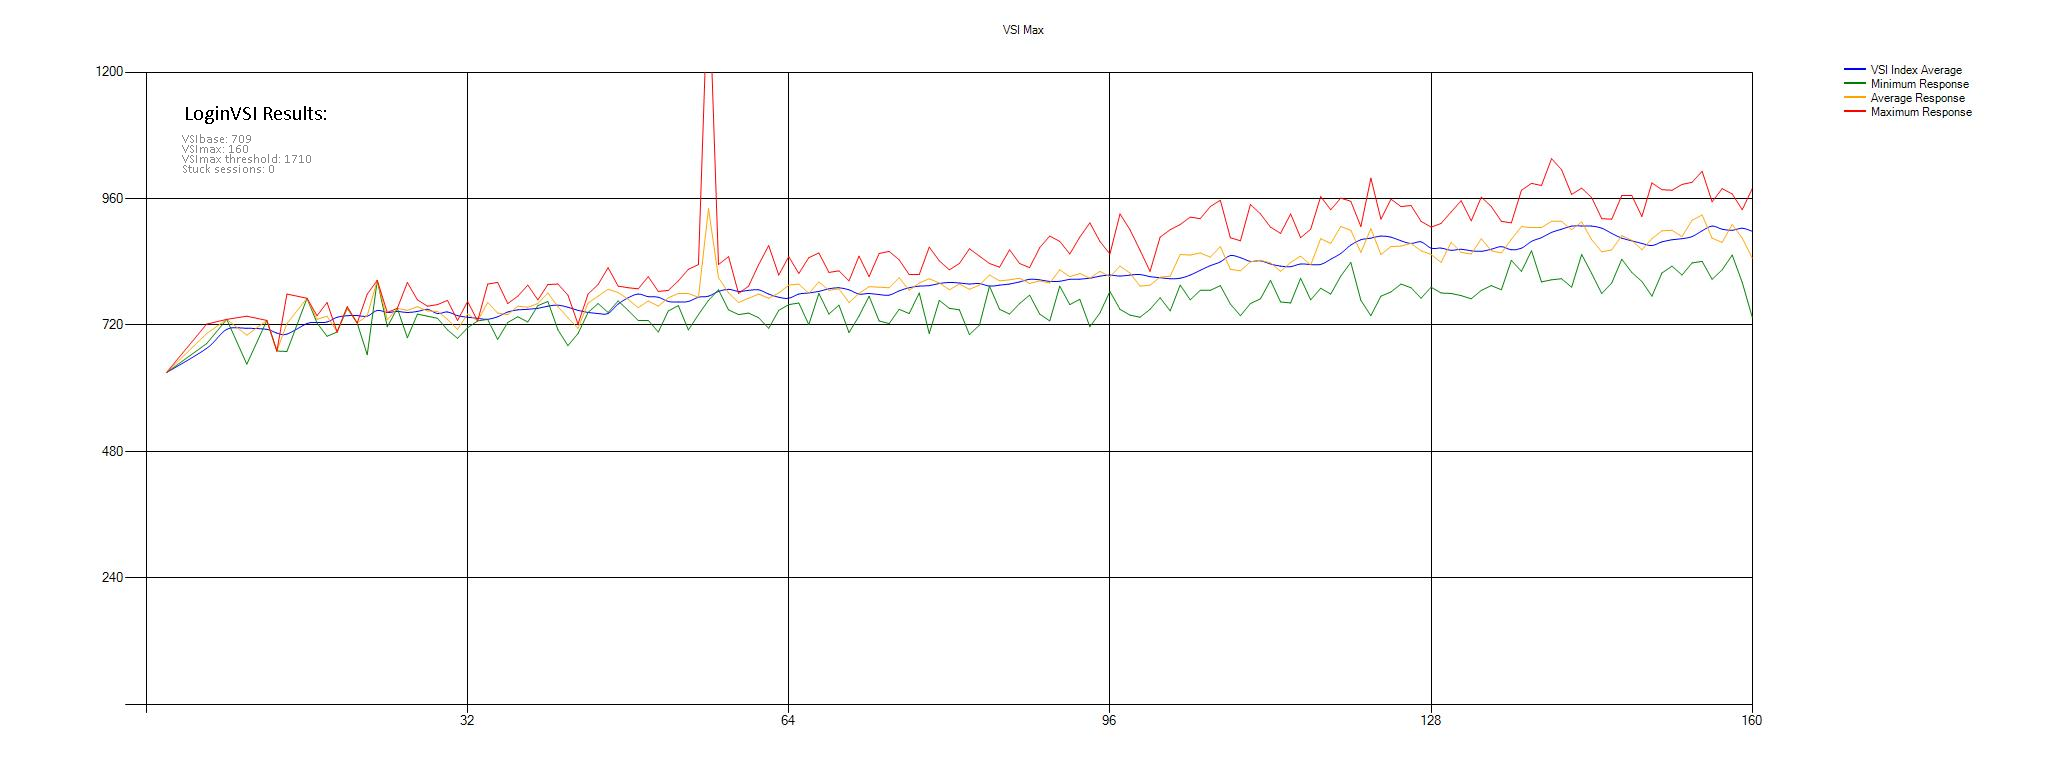 VSI Max
1200
960
720
480
240
LoginVSI Results:
VSIbase: 709
VSImax: 160
VSImax threshold: 1710
Stuck sessions: 0
32
64
96
128
160
VSI Index Average
Minimum Response
Average Response
Maximum Response